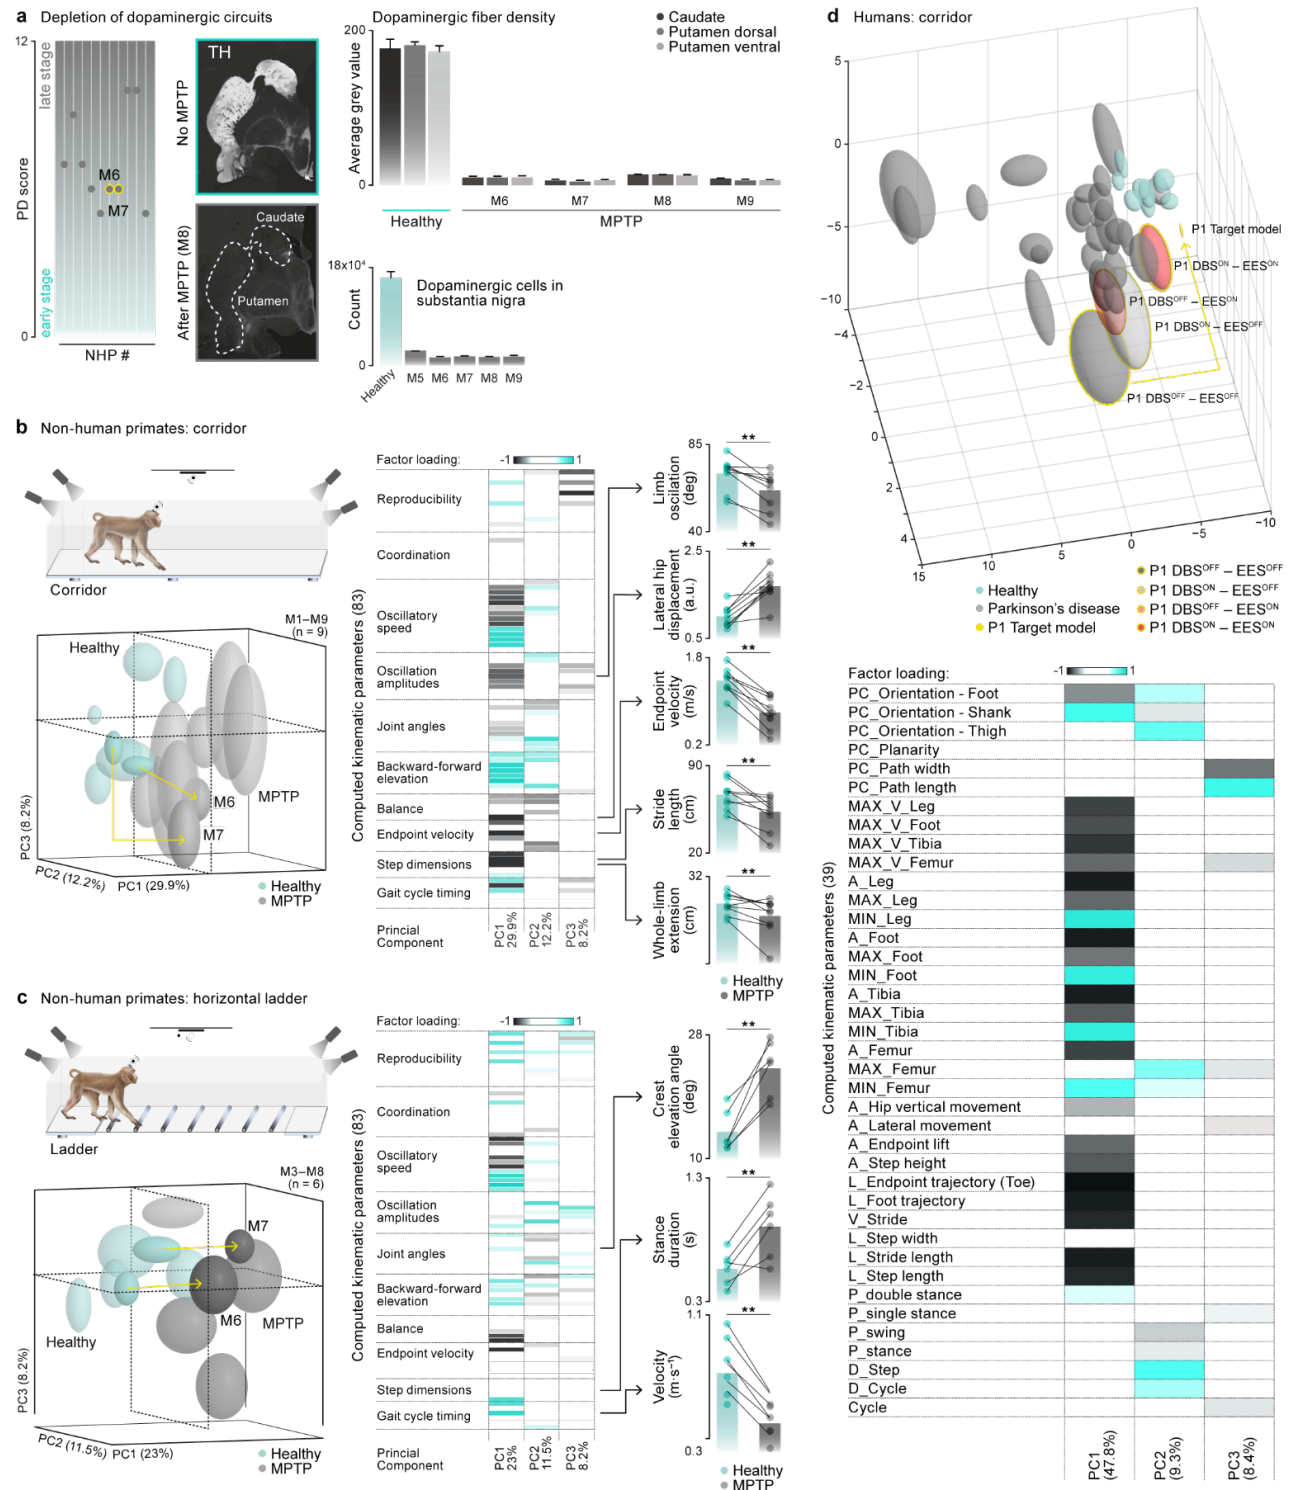 a Depletion of dopaminergic circuits
12
late stage
PD score
early stage
0
M6
M7
NHP #
No MPTP
TH
After MPTP (M8)
Caudate
Putamen
Dopaminergic fiber density
200
Average grey value
0
Caudate
Putamen dorsal
Putamen ventral
M6
M7
M8
M9
Healthy
MPTP
18x10⁴
Count
0
Dopaminergic cells in
substantia nigra
Healthy
M5
M6
M7
M8
M9
b Non-human primates: corridor
Corridor
M1–M9
(n = 9)
Healthy
M6
MPTP
M7
PC3 (8.2%)
PC2 (12.2%)
PC1 (29.9%)
Healthy
MPTP
Factor loading:
-1
1
Computed kinematic parameters (83)
Reproducibility
Coordination
Oscillatory
speed
Oscillation
amplitudes
Joint angles
Backward-forward
elevation
Balance
Endpoint velocity
Step dimensions
Gait cycle timing
Princial
Component
PC1
29.9%
PC2
12.2%
PC3
8.2%
85
Limb
oscilation
(deg)
40
**
2.5
Lateral hip
displacement
(a.u.)
0.5
**
1.8
Endpoint
velocity
(m/s)
0.2
**
90
Stride
length
(cm)
20
**
32
Whole-limb
extension
(cm)
**
Healthy
MPTP
c Non-human primates: horizontal ladder
Ladder
M3–M8
(n = 6)
M7
M6
MPTP
Healthy
PC3 (8.2%)
PC2 (11.5%)
PC1 (23%)
Healthy
MPTP
Factor loading:
-1
1
Computed kinematic parameters (83)
Reproducibility
Coordination
Oscillatory
speed
Oscillation
amplitudes
Joint angles
Backward-forward
elevation
Balance
Endpoint velocity
Step dimensions
Gait cycle timing
Princial
Component
PC1
23%
PC2
11.5%
PC3
8.2%
28
Crest
elevation angle
(deg)
10
**
1.3
Stance
duration
(s)
0.3
**
1.1
Velocity
(m·s⁻¹)
0.3
**
Healthy
MPTP
d Humans: corridor
5
0
-5
-10
-4
-2
0
2
4
15
10
5
0
-5
-10
P1 Target model
P1 DBSᴼᴺ – EESᴼᴺ
P1 DBSᴼᶠᶠ – EESᴼᴺ
P1 DBSᴼᴺ – EESᴼᶠᶠ
P1 DBSᴼᶠᶠ – EESᴼᶠᶠ
Healthy
Parkinson's disease
P1 Target model
P1 DBSᴼᶠᶠ – EESᴼᶠᶠ
P1 DBSᴼᴺ – EESᴼᶠᶠ
P1 DBSᴼᶠᶠ – EESᴼᴺ
P1 DBSᴼᴺ – EESᴼᴺ
Factor loading:
-1
1
Computed kinematic parameters (39)
PC_Orientation - Foot
PC_Orientation - Shank
PC_Orientation - Thigh
PC_Planarity
PC_Path width
PC_Path length
MAX_V_Leg
MAX_V_Foot
MAX_V_Tibia
MAX_V_Femur
A_Leg
MAX_Leg
MIN_Leg
A_Foot
MAX_Foot
MIN_Foot
A_Tibia
MAX_Tibia
MIN_Tibia
A_Femur
MAX_Femur
MIN_Femur
A_Hip vertical movement
A_Lateral movement
A_Endpoint lift
A_Step height
L_Endpoint trajectory (Toe)
L_Foot trajectory
V_Stride
L_Step width
L_Stride length
L_Step length
P_double stance
P_single stance
P_swing
P_stance
D_Step
D_Cycle
Cycle
PC1
(47.8%)
PC2
(9.3%)
PC3
(8.4%)